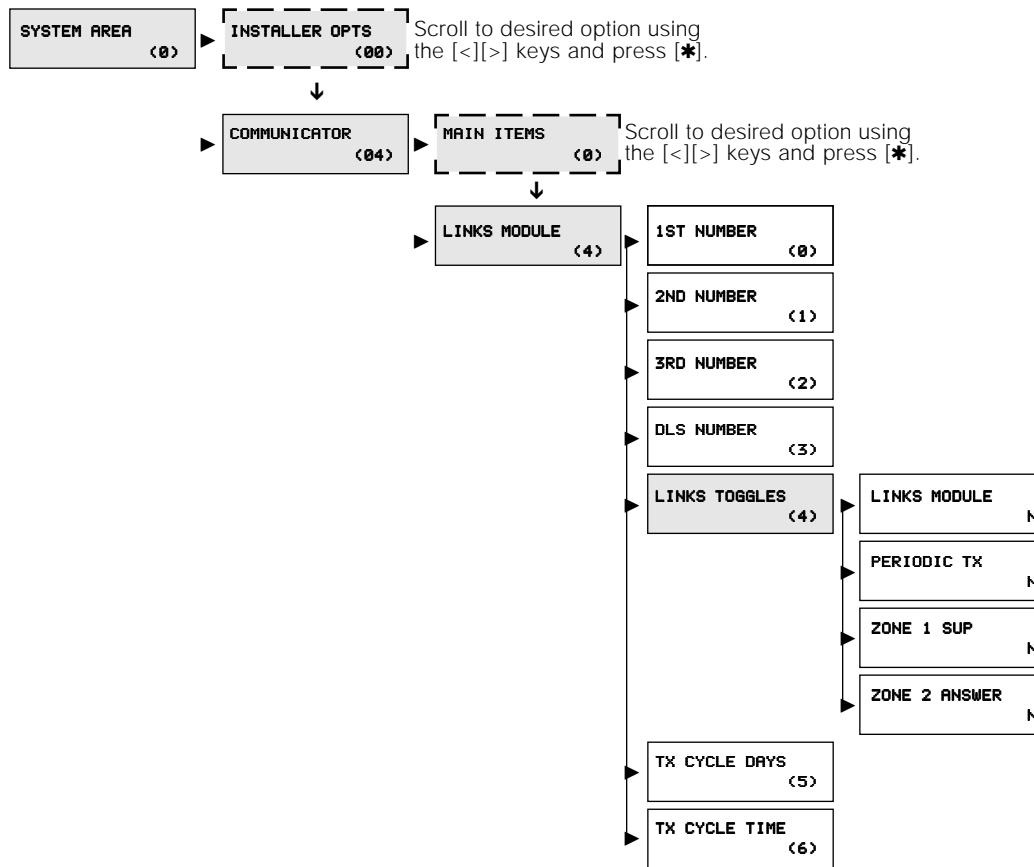 SYSTEM AREA
(0)
INSTALLER OPTS
(00)
Scroll to desired option using
the [<][>] keys and press [✱].
COMMUNICATOR
(04)
MAIN ITEMS
(0)
Scroll to desired option using
the [<][>] keys and press [✱].
LINKS MODULE
(4)
1ST NUMBER
(0)
2ND NUMBER
(1)
3RD NUMBER
(2)
DLS NUMBER
(3)
LINKS TOGGLES
(4)
LINKS MODULE
PERIODIC TX
ZONE 1 SUP
ZONE 2 ANSWER
TX CYCLE DAYS
(5)
TX CYCLE TIME
(6)